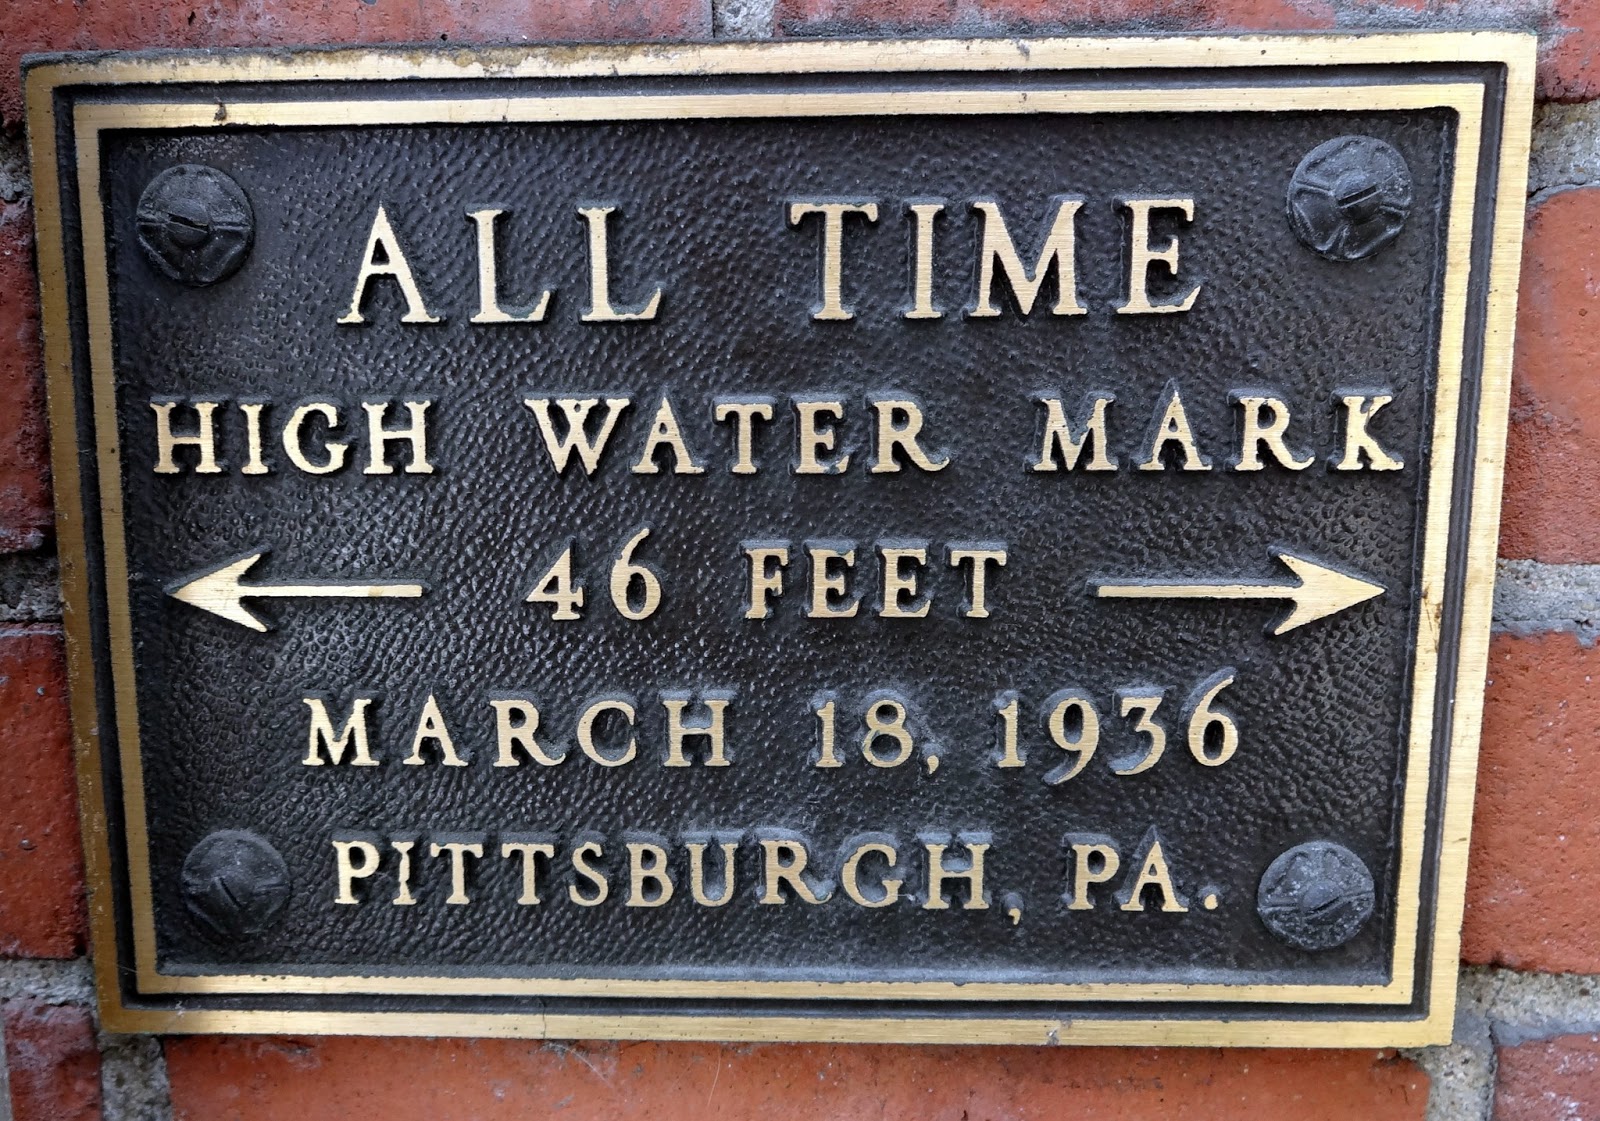 ALL TIME
HIGH WATER MARK
46 FEET
MARCH 18, 1936
PITTSBURGH, PA.